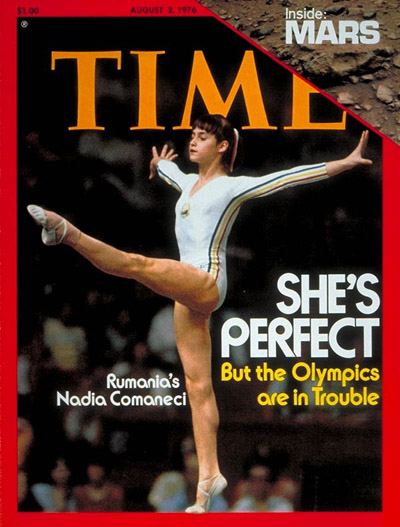 $1.00
AUGUST 2, 1976
Inside:
MARS
®
TIME
SHE'S
PERFECT
But the Olympics
are in Trouble
Rumania's
Nadia Comaneci